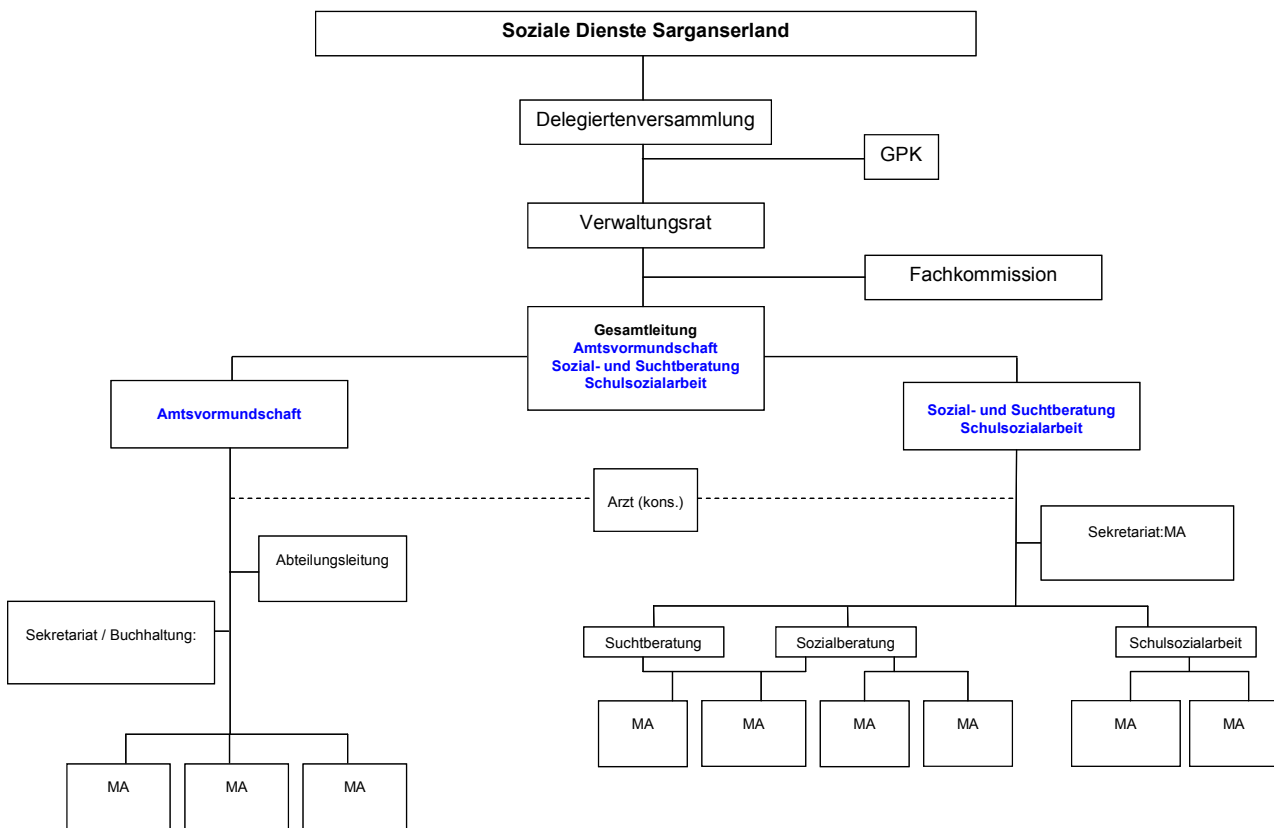 Soziale Dienste Sarganserland
Delegiertenversammlung
GPK
Verwaltungsrat
Fachkommission
Gesamtleitung
Amtsvormundschaft
Sozial- und Suchtberatung
Schulsozialarbeit
Amtsvormundschaft
Sozial- und Suchtberatung
Schulsozialarbeit
Arzt (kons.)
Sekretariat:MA
Abteilungsleitung
Sekretariat / Buchhaltung:
Suchtberatung
Sozialberatung
Schulsozialarbeit
MA
MA
MA
MA
MA
MA
MA
MA
MA